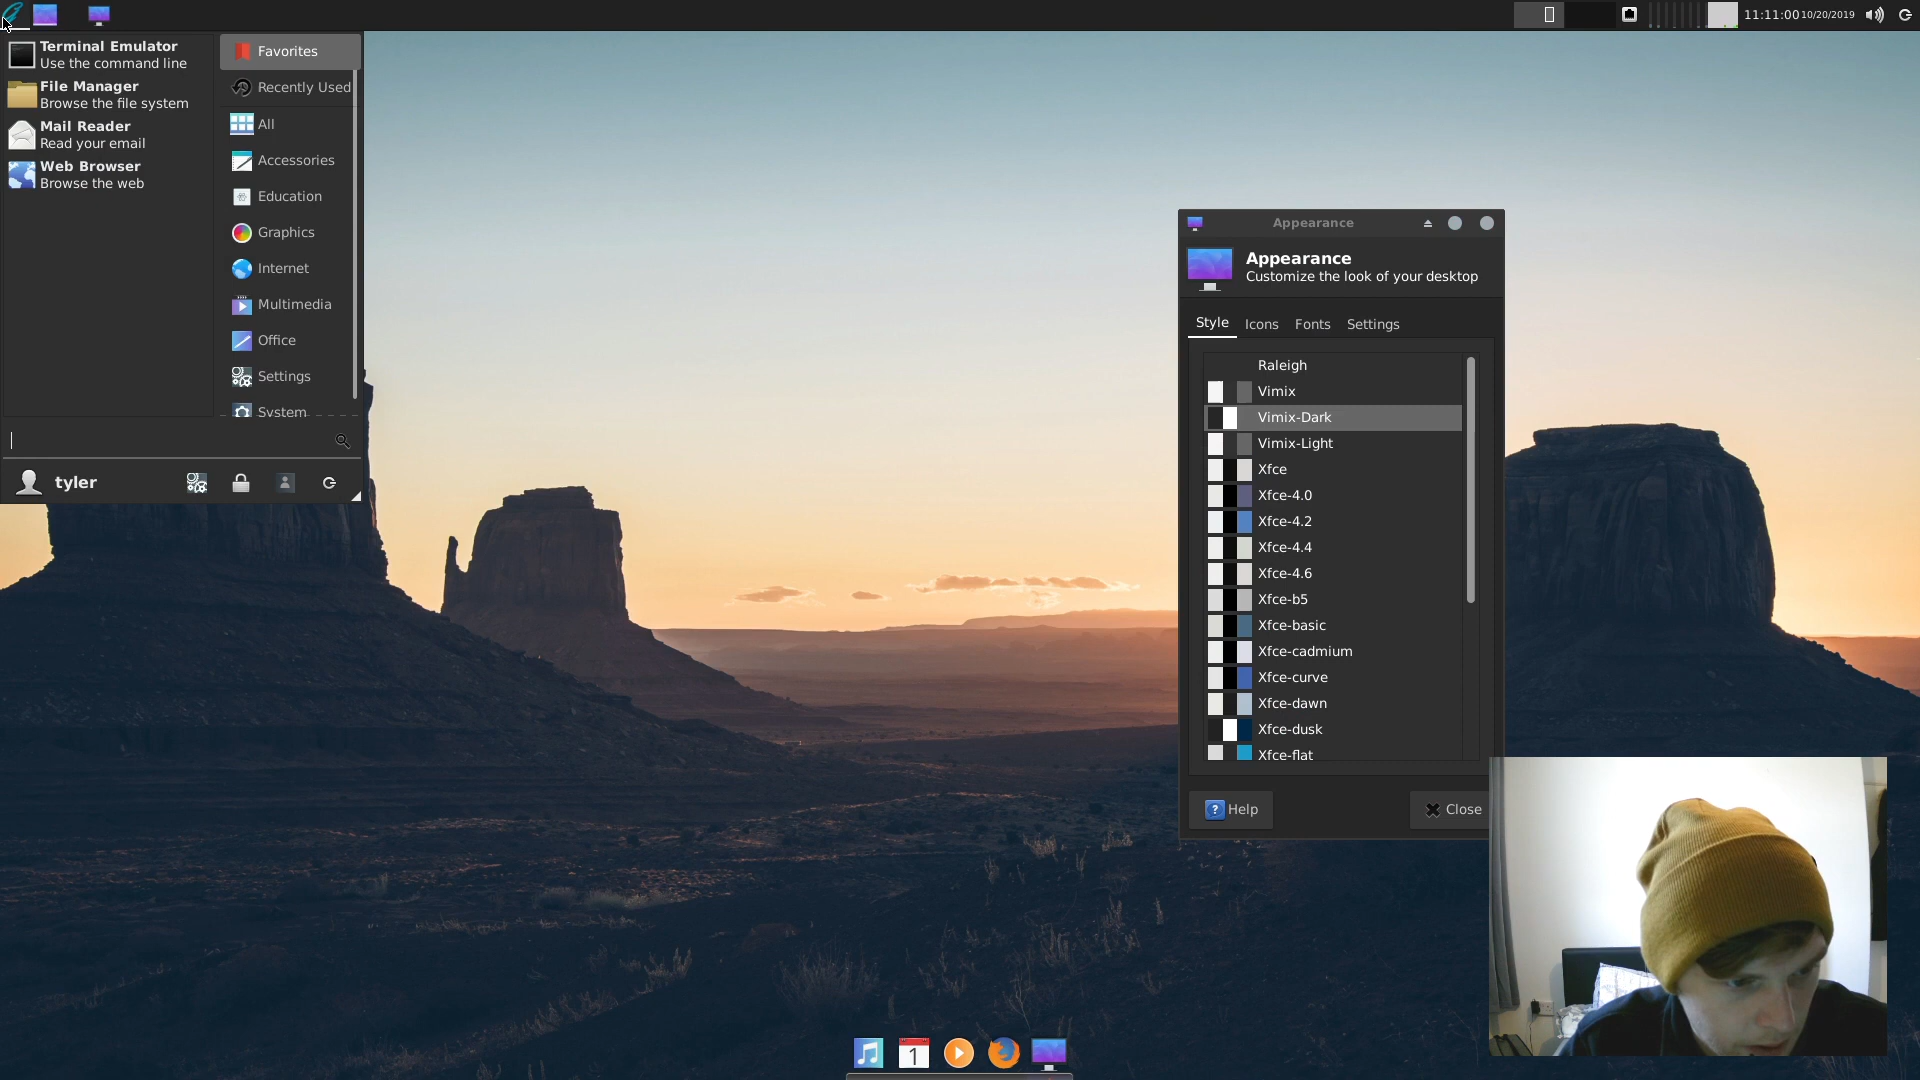 11:11:00 10/20/2019
Terminal Emulator
Use the command line
File Manager
Browse the file system
Mail Reader
Read your email
Web Browser
Browse the web
Favorites
Recently Used
All
Accessories
Education
Graphics
Internet
Multimedia
Office
Settings
System
tyler
Appearance
Appearance
Customize the look of your desktop
Style Icons Fonts Settings
Raleigh
Vimix
Vimix-Dark
Vimix-Light
Xfce
Xfce-4.0
Xfce-4.2
Xfce-4.4
Xfce-4.6
Xfce-b5
Xfce-basic
Xfce-cadmium
Xfce-curve
Xfce-dawn
Xfce-dusk
Xfce-flat
? Help
Close
1